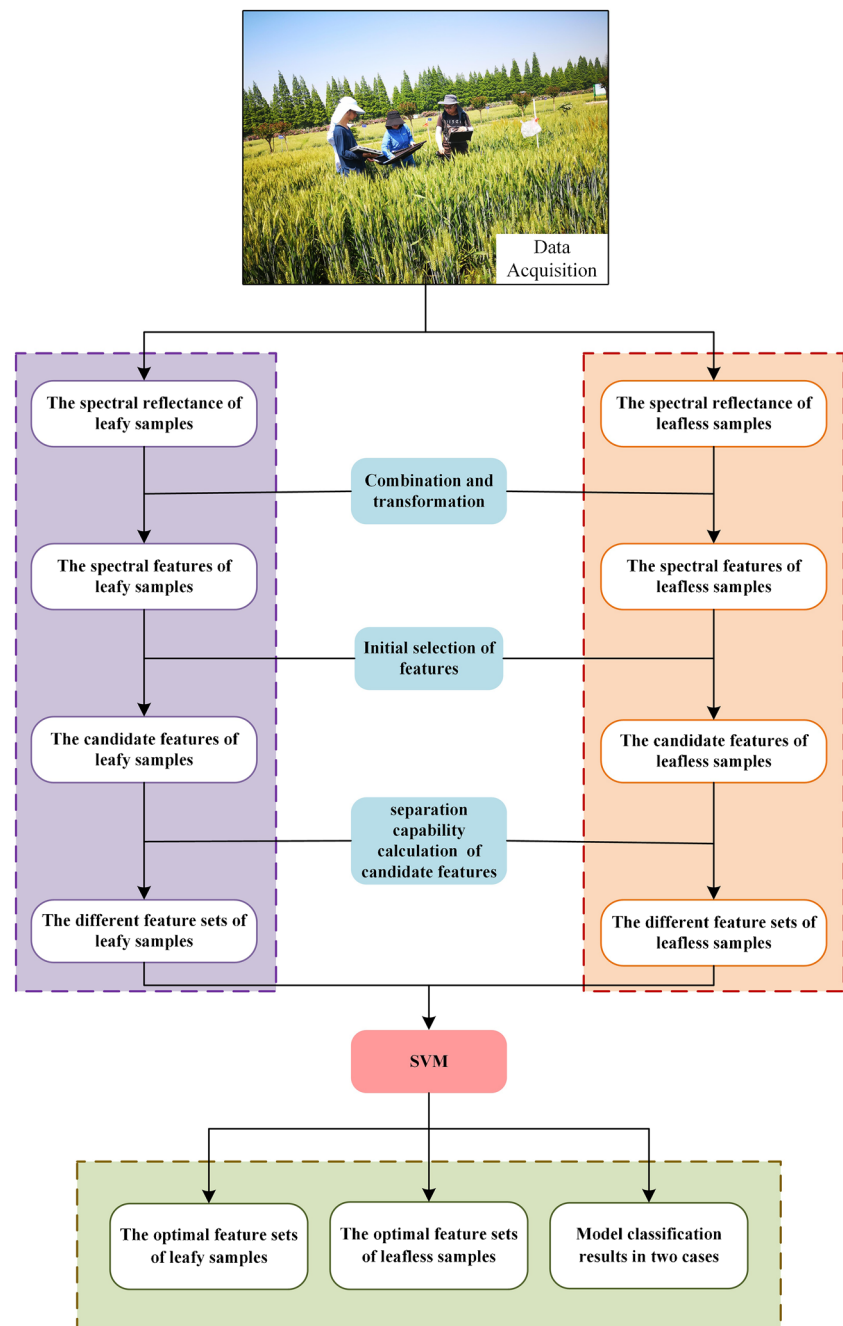 Data
Acquisition
The spectral reflectance of
leafy samples
The spectral reflectance of
leafless samples
Combination and
transformation
The spectral features of
leafy samples
The spectral features of
leafless samples
Initial selection of
features
The candidate features of
leafy samples
The candidate features of
leafless samples
separation
capability
calculation of
candidate features
The different feature sets of
leafy samples
The different feature sets of
leafless samples
SVM
The optimal feature sets
of leafy samples
The optimal feature sets
of leafless samples
Model classification
results in two cases